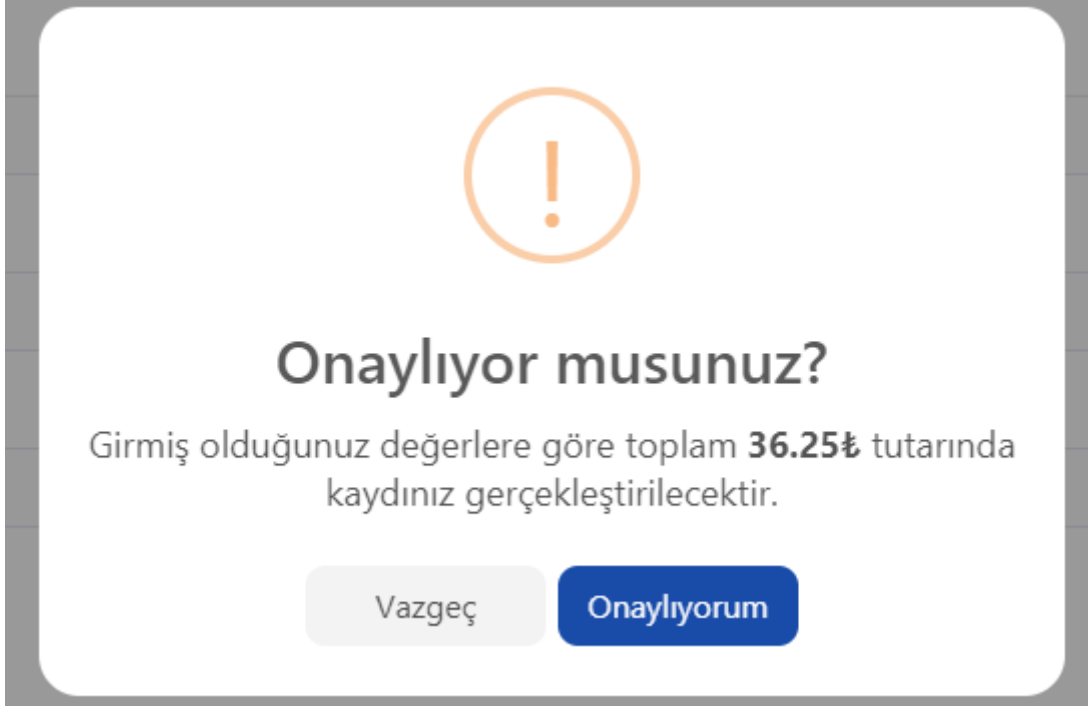 Onaylıyor musunuz?
Girmiş olduğunuz değerlere göre toplam 36.25₺ tutarında
kaydınız gerçekleştirilecektir.
Vazgeç
Onaylıyorum